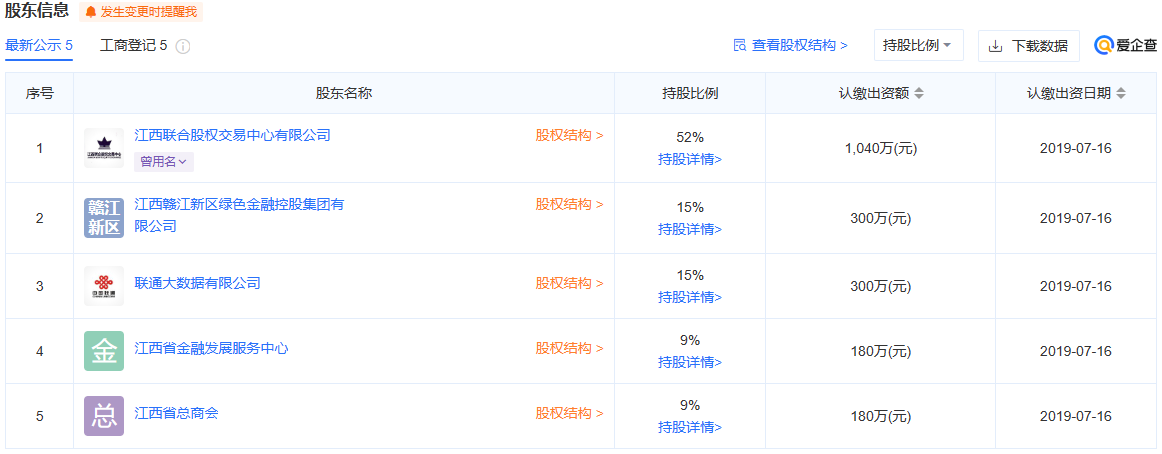 股东信息 发生变更时提醒我
最新公示 5 工商登记 5 查看股权结构 > 持股比例 下载数据 爱企查
序号 股东名称 持股比例 认缴出资额 认缴出资日期
1 江西联合股权交易中心有限公司 股权结构 > 52% 1,040万(元) 2019-07-16
曾用名 持股详情>
2 赣江 江西赣江新区绿色金融控股集团有 股权结构 > 15% 300万(元) 2019-07-16
新区 限公司 持股详情>
3 联通大数据有限公司 股权结构 > 15% 300万(元) 2019-07-16
持股详情>
4 金 江西省金融发展服务中心 股权结构 > 9% 180万(元) 2019-07-16
持股详情>
5 总 江西省总商会 股权结构 > 9% 180万(元) 2019-07-16
持股详情>